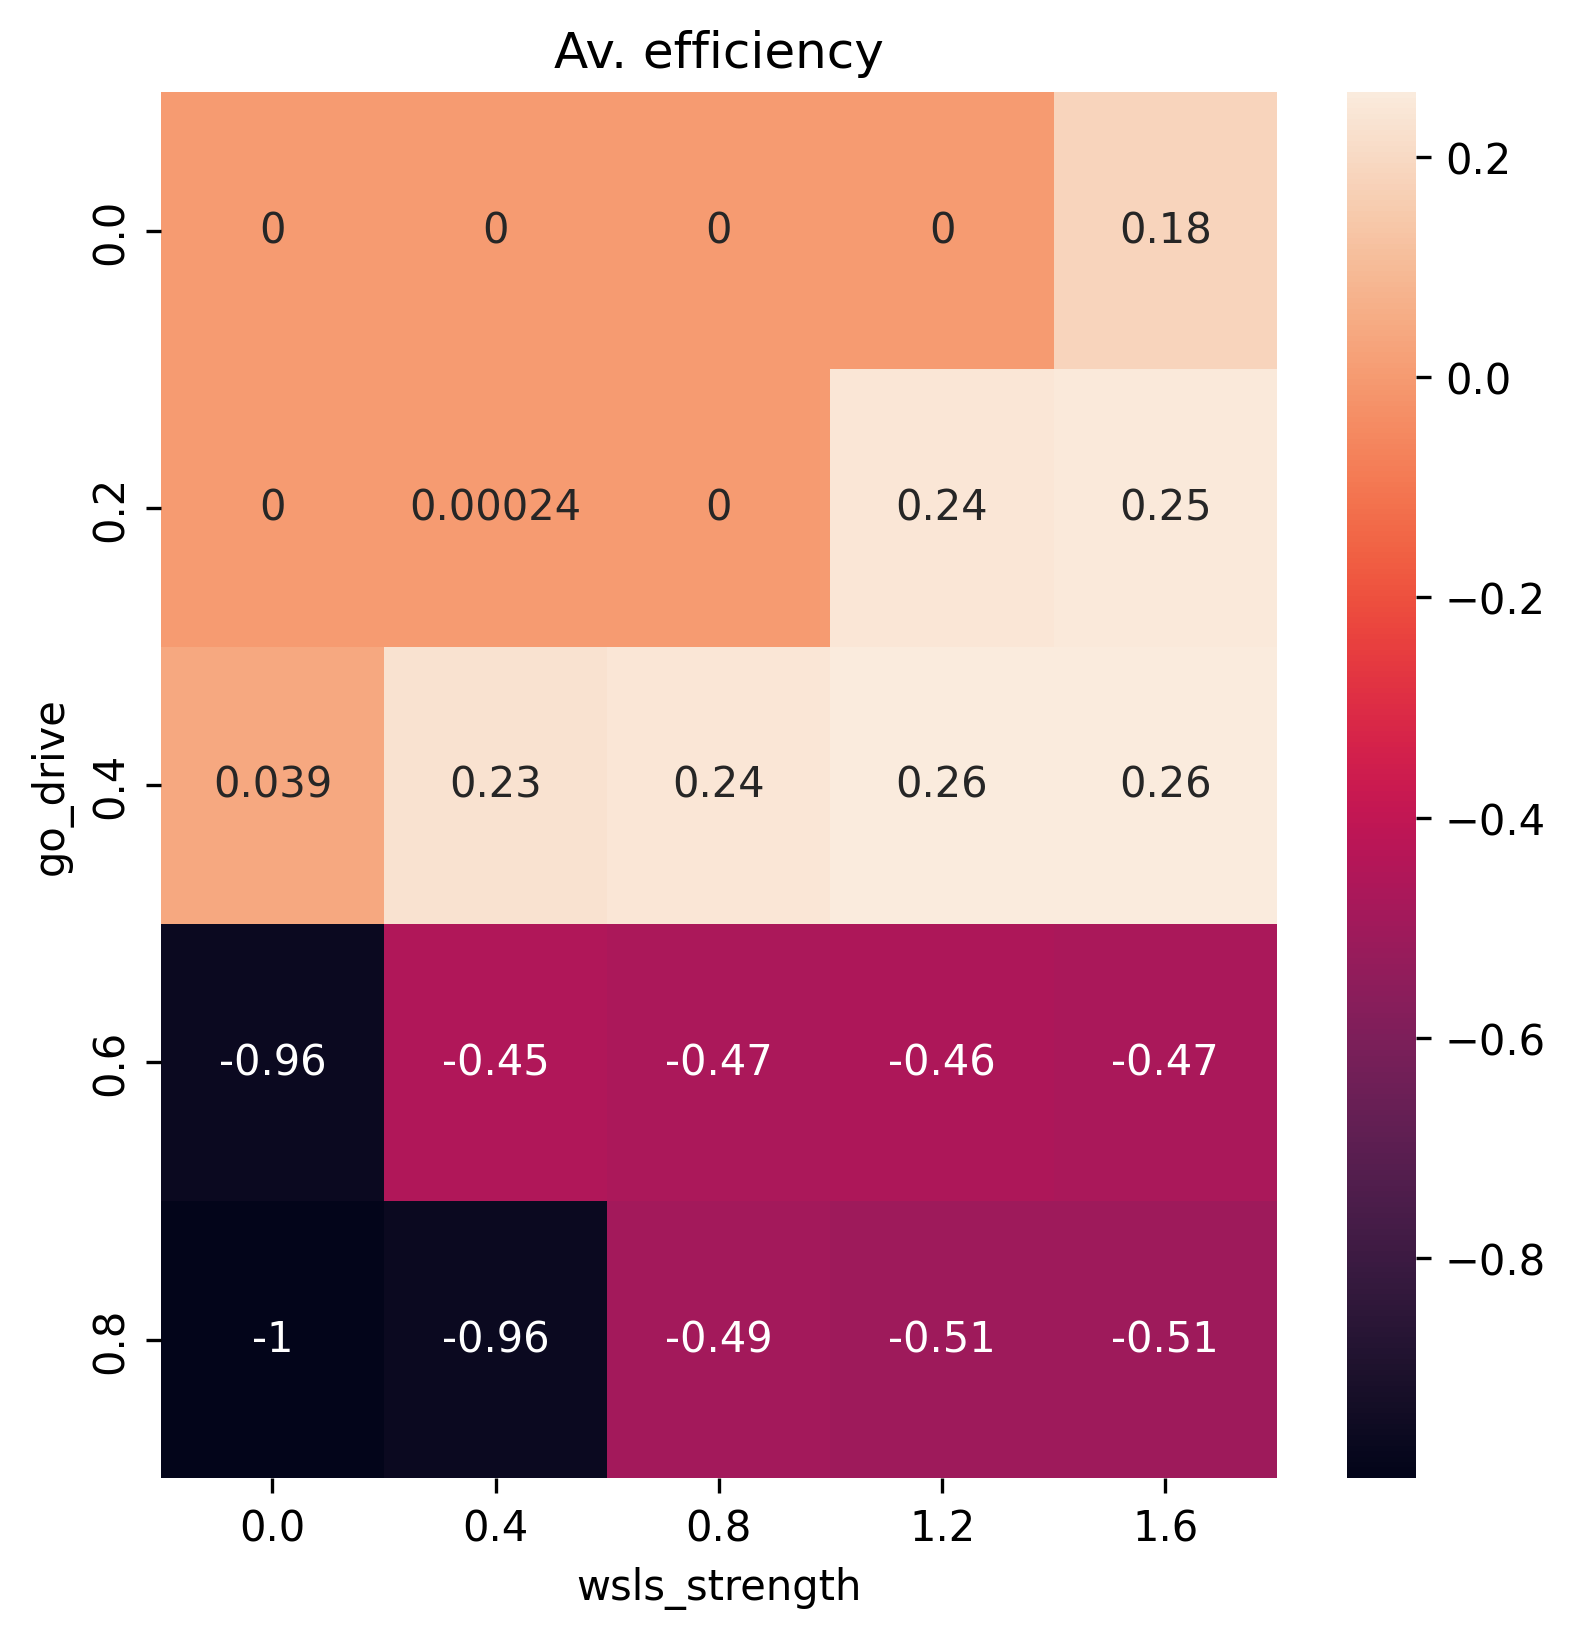 Av. efficiency
0.0 0 0 0 0 0.18
0.2 0 0.00024 0 0.24 0.25
go_drive
0.4 0.039 0.23 0.24 0.26 0.26
0.6 -0.96 -0.45 -0.47 -0.46 -0.47
0.8 -1 -0.96 -0.49 -0.51 -0.51
0.0 0.4 0.8 1.2 1.6
wsls_strength
0.2
0.0
−0.2
−0.4
−0.6
−0.8